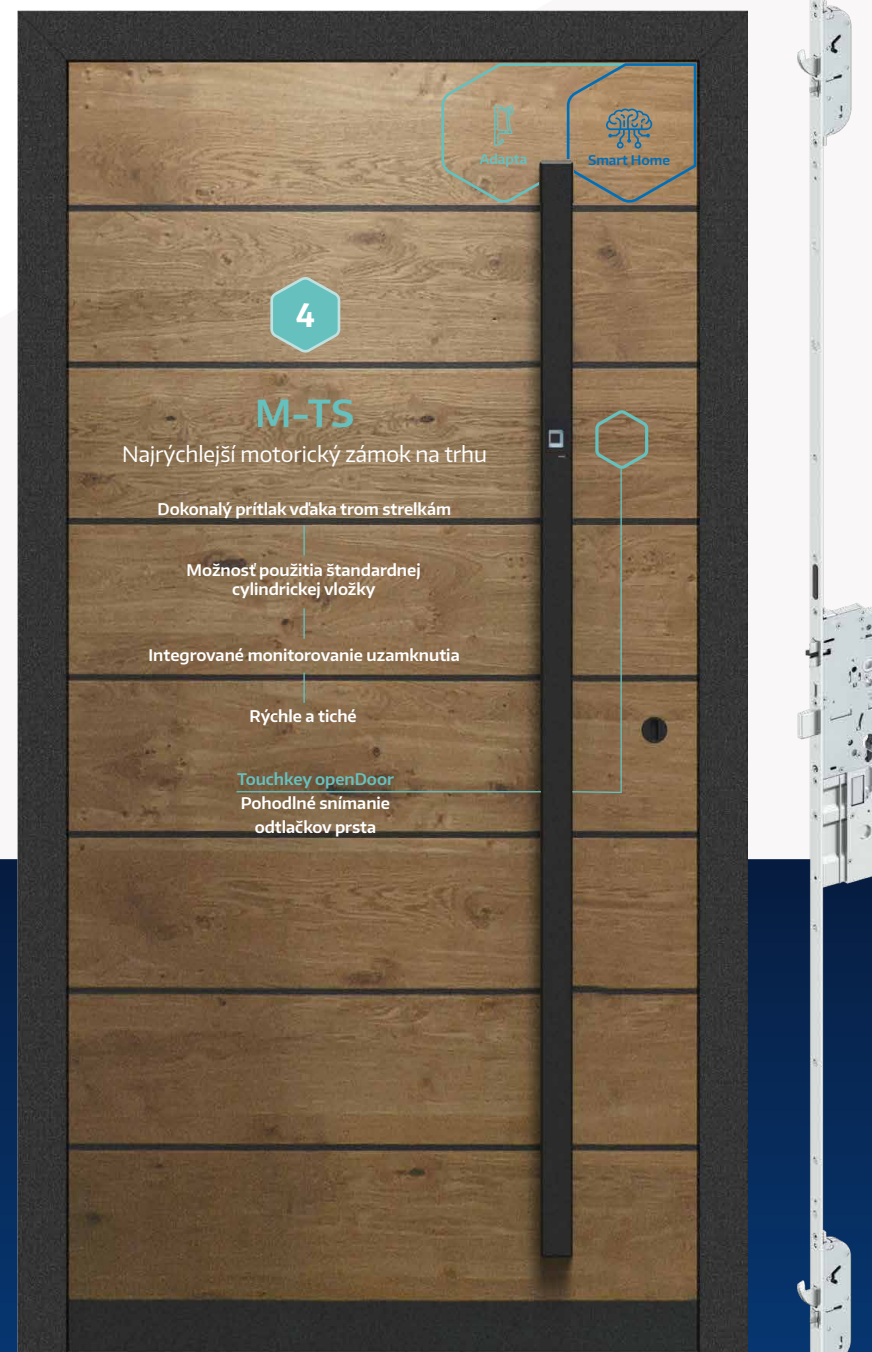 Adapta
Smart Home
4
M-TS
Najrýchlejší motorický zámok na trhu
Dokonalý prítlak vďaka trom strelkám
Možnosť použitia štandardnej
cylindrickej vložky
Integrované monitorovanie uzamknutia
Rýchle a tiché
Touchkey openDoor
Pohodlné snímanie
odtlačkov prsta